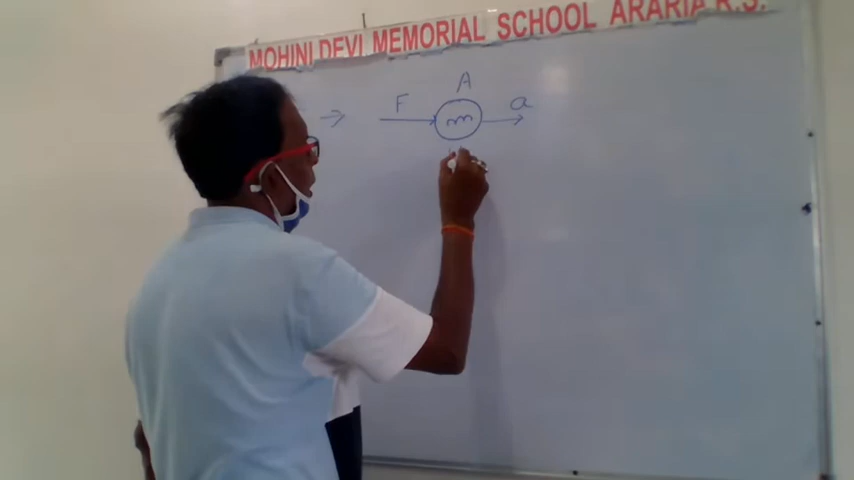 MOHINI DEVI MEMORIAL SCHOOL ARARIA R.S.
A
F m a